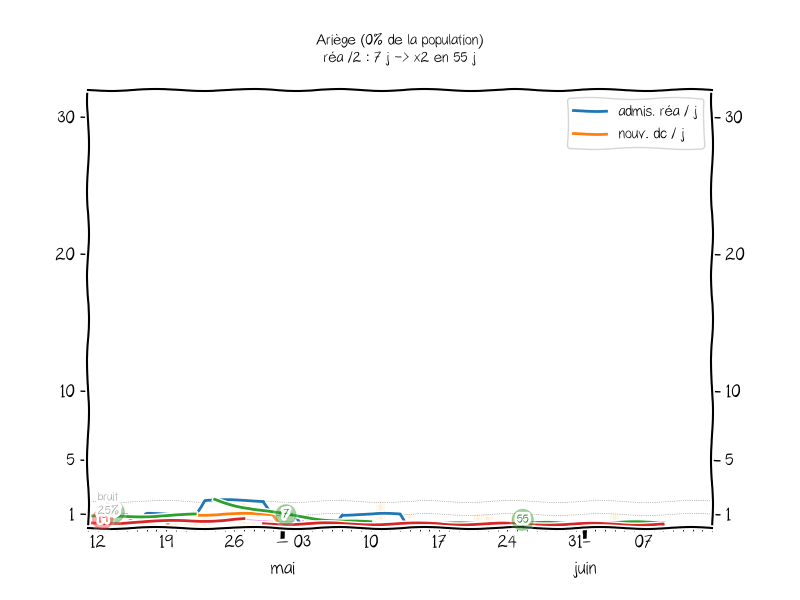 Ariège (0% de la population)
réa /2 : 7 j -> x2 en 55 j
admis. réa / j
nouv. dc / j
30
30
20
20
10
10
5
5
1
1
bruit
25%
7
55
12 19 26 03 10 17 24 31 07
mai juin